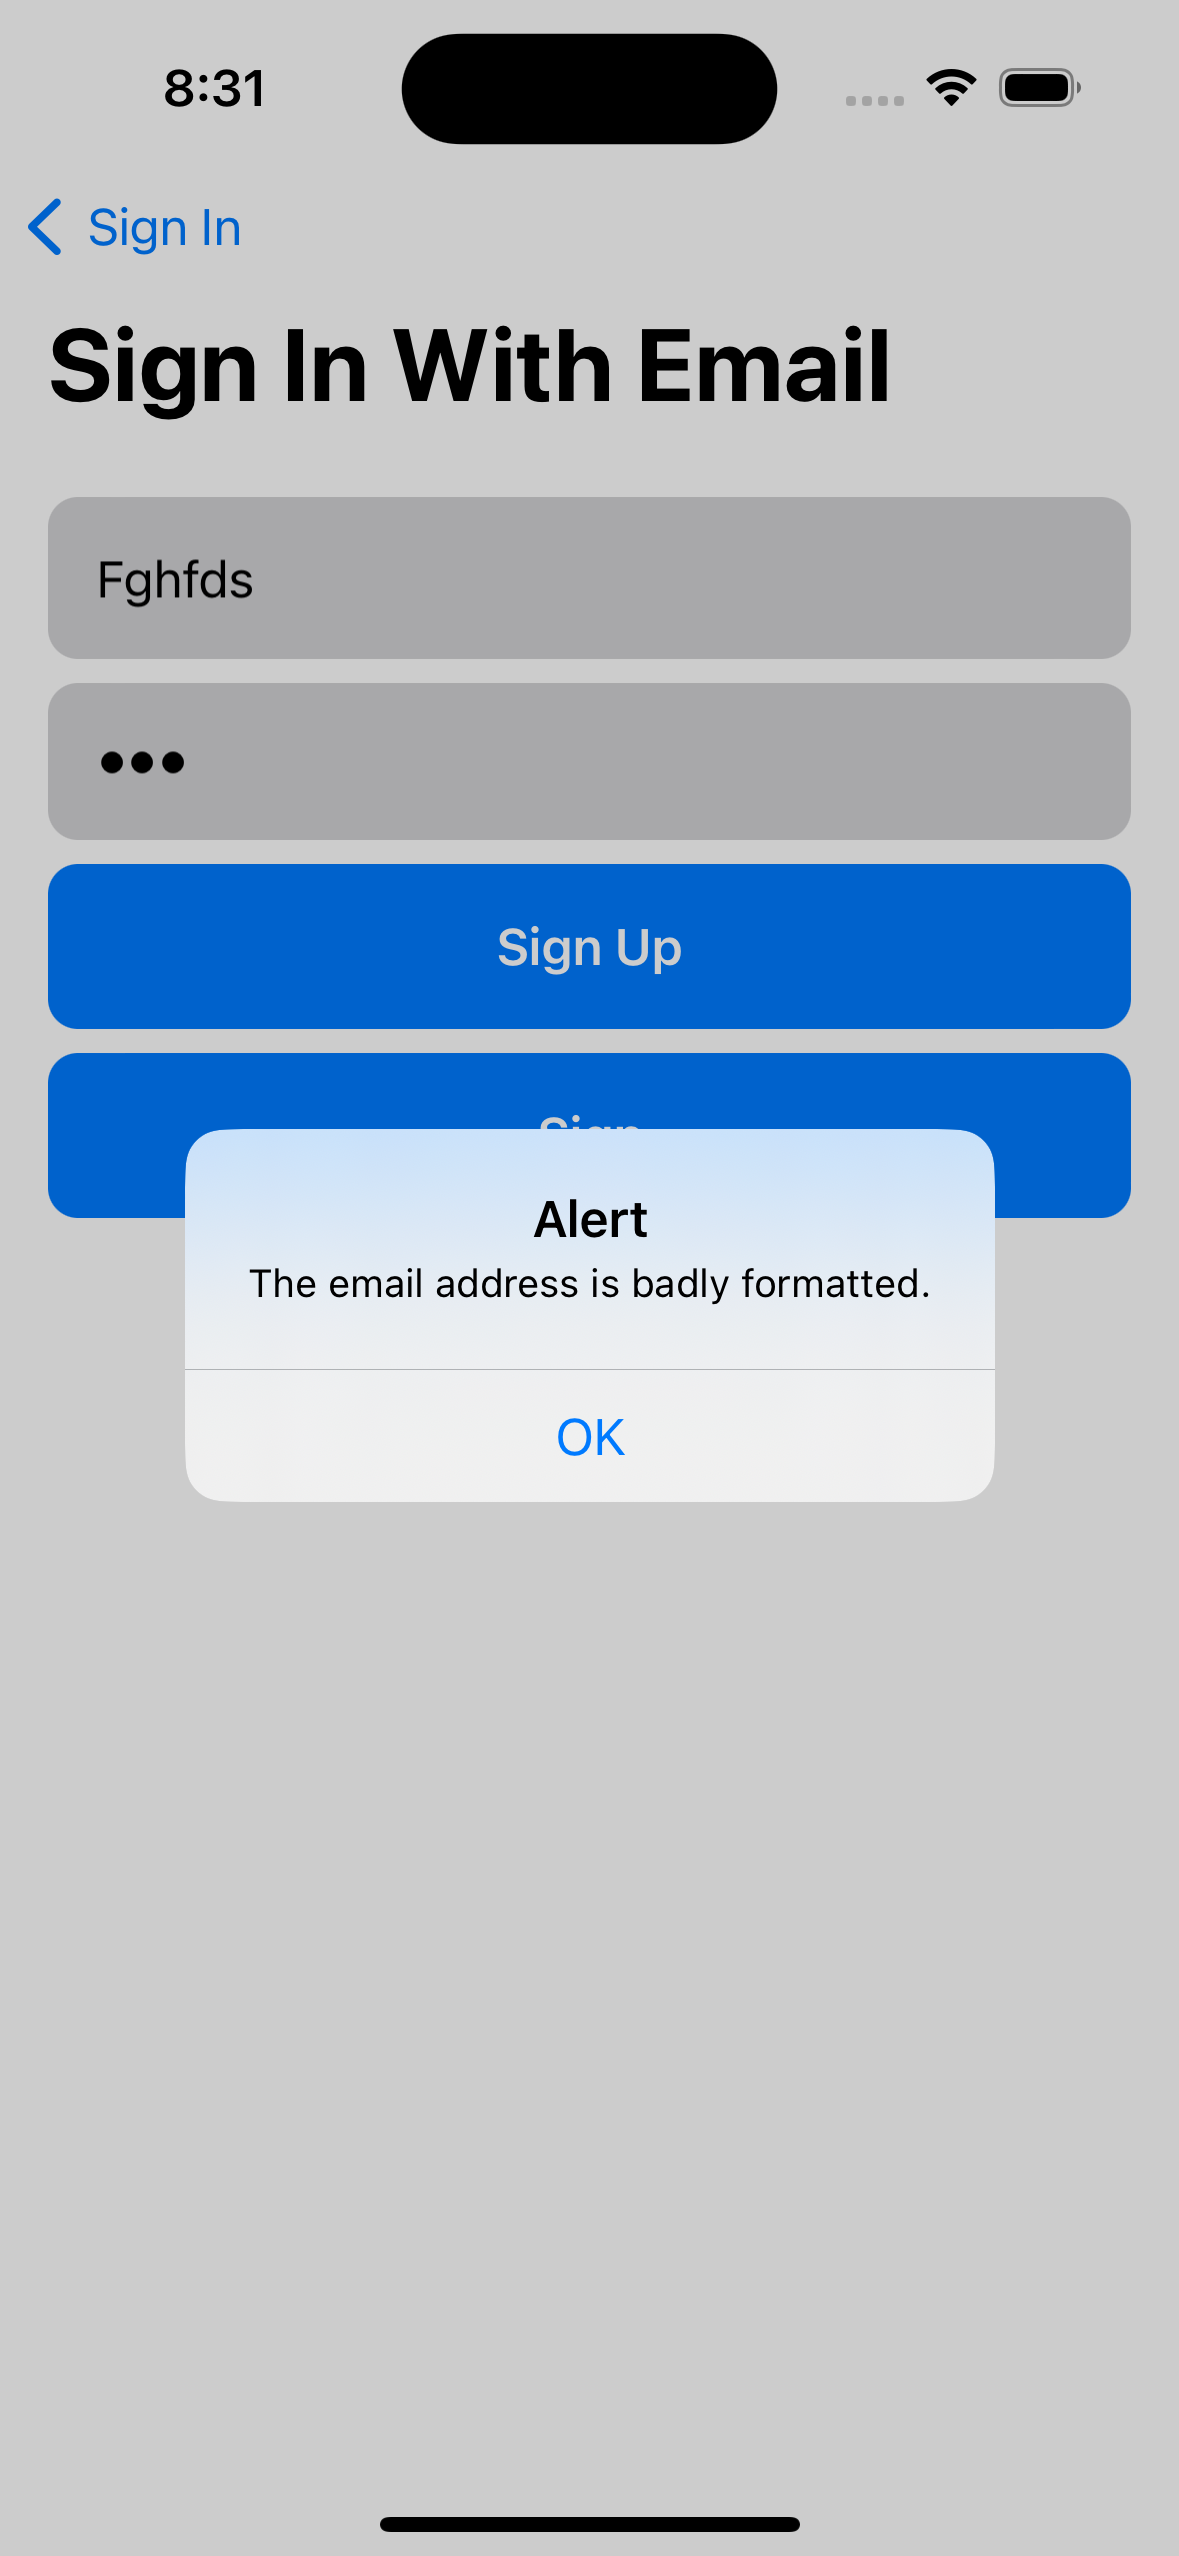 8:31
Sign In
Sign In With Email
Fghfds
Sign Up
Sign
Alert
The email address is badly formatted.
OK